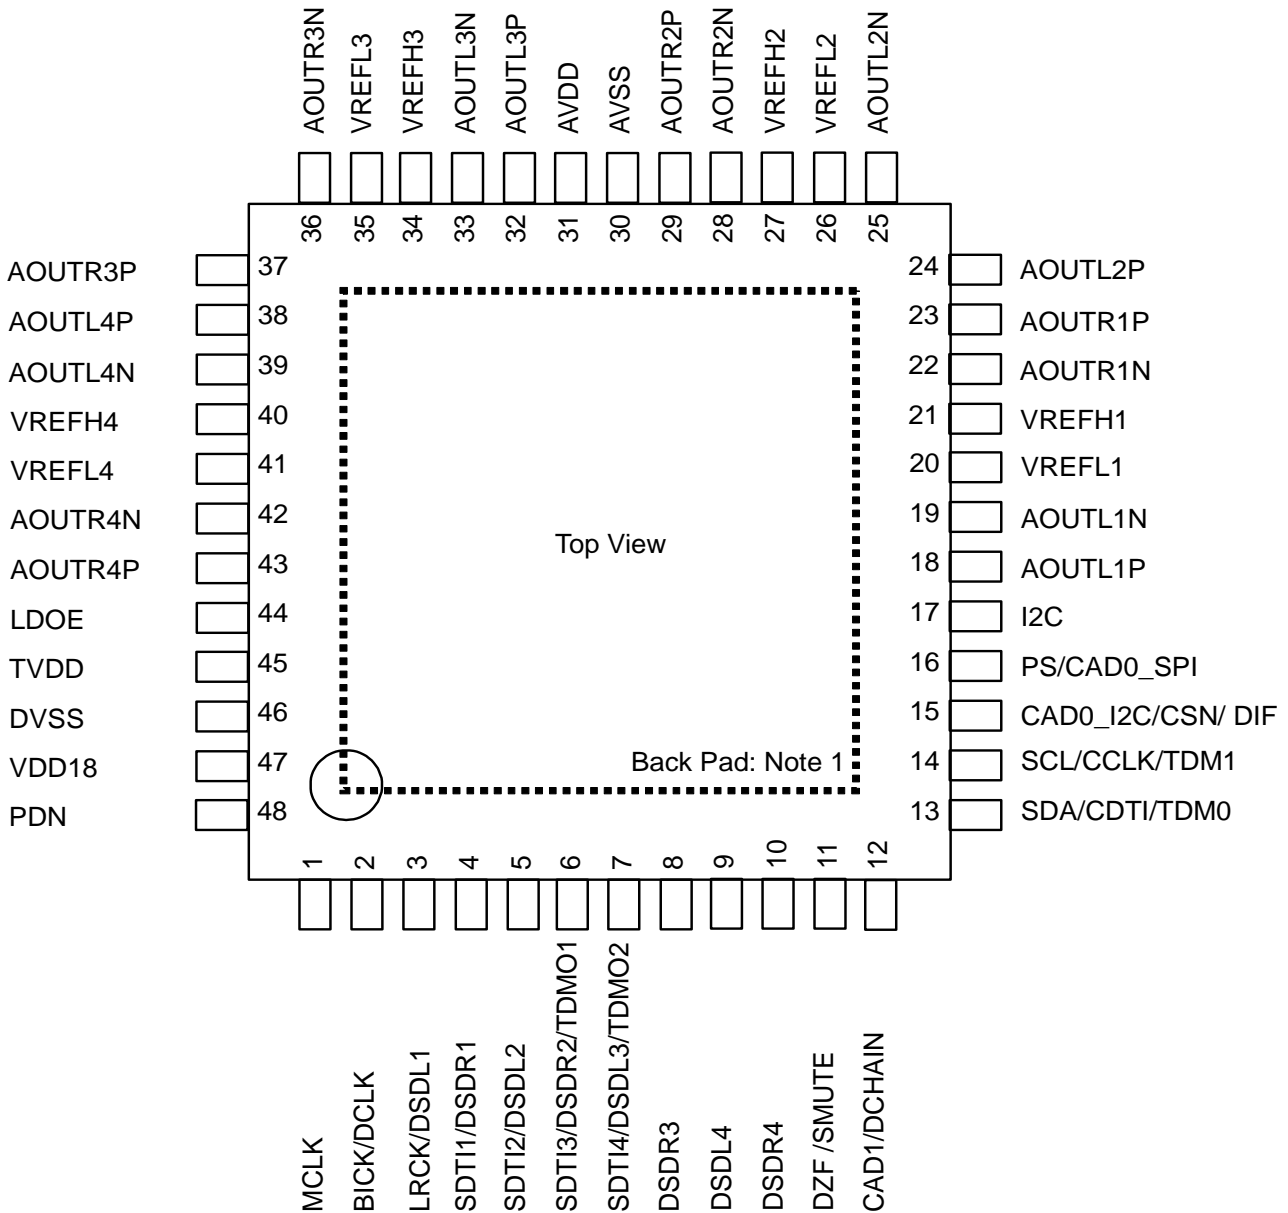 AOUTR3N
VREFL3
VREFH3
AOUTL3N
AOUTL3P
AVDD
AVSS
AOUTR2P
AOUTR2N
VREFH2
VREFL2
AOUTL2N
36
35
34
33
32
31
30
29
28
27
26
25
AOUTR3P 37
AOUTL4P 38
AOUTL4N 39
VREFH4 40
VREFL4 41
AOUTR4N 42
AOUTR4P 43
LDOE 44
TVDD 45
DVSS 46
VDD18 47
PDN 48
Top View
Back Pad: Note 1
24 AOUTL2P
23 AOUTR1P
22 AOUTR1N
21 VREFH1
20 VREFL1
19 AOUTL1N
18 AOUTL1P
17 I2C
16 PS/CAD0_SPI
15 CAD0_I2C/CSN/ DIF
14 SCL/CCLK/TDM1
13 SDA/CDTI/TDM0
1
2
3
4
5
6
7
8
9
10
11
12
MCLK
BICK/DCLK
LRCK/DSDL1
SDTI1/DSDR1
SDTI2/DSDL2
SDTI3/DSDR2/TDMO1
SDTI4/DSDL3/TDMO2
DSDR3
DSDL4
DSDR4
DZF /SMUTE
CAD1/DCHAIN